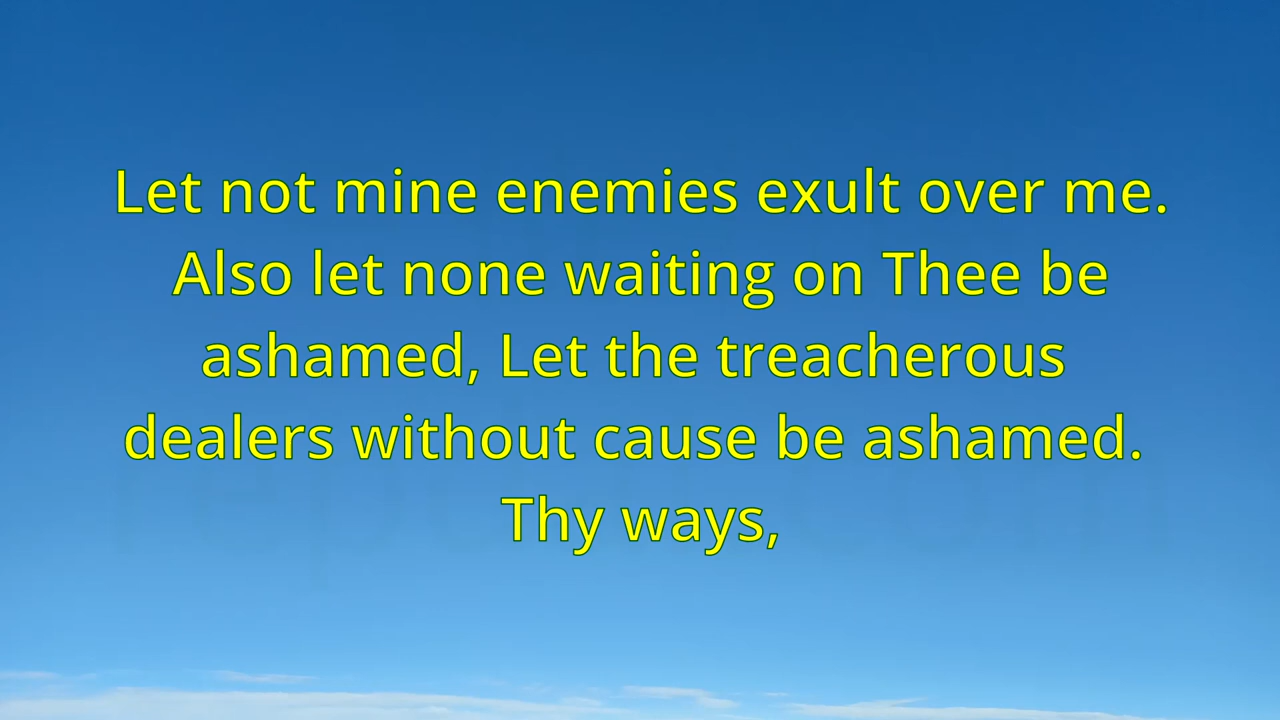 Let not mine enemies exult over me.
Also let none waiting on Thee be
ashamed, Let the treacherous
dealers without cause be ashamed.
Thy ways,